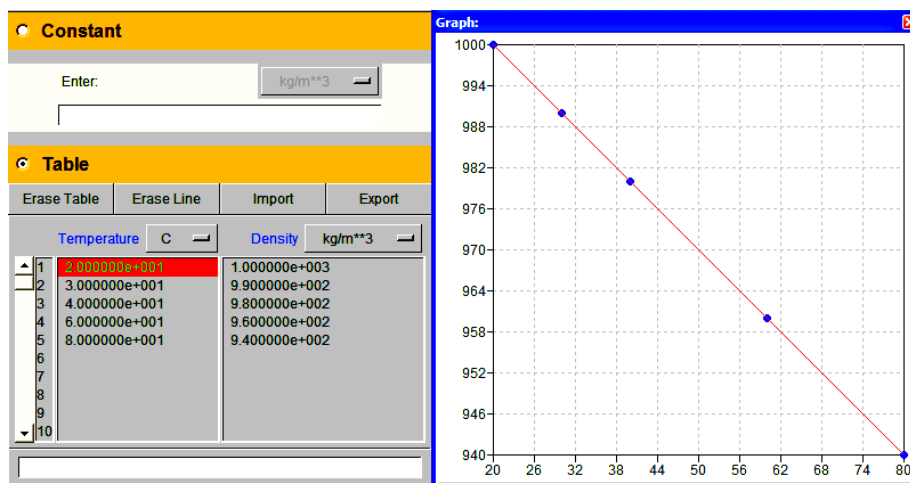 Constant
Enter: kg/m**3
Table
Erase Table Erase Line Import Export
Temperature C Density kg/m**3
1 2.000000e+001 1.000000e+003
2 3.000000e+001 9.900000e+002
3 4.000000e+001 9.800000e+002
4 6.000000e+001 9.600000e+002
5 8.000000e+001 9.400000e+002
6
7
8
9
10
Graph:
1000
994
988
982
976
970
964
958
952
946
940
20 26 32 38 44 50 56 62 68 74 80